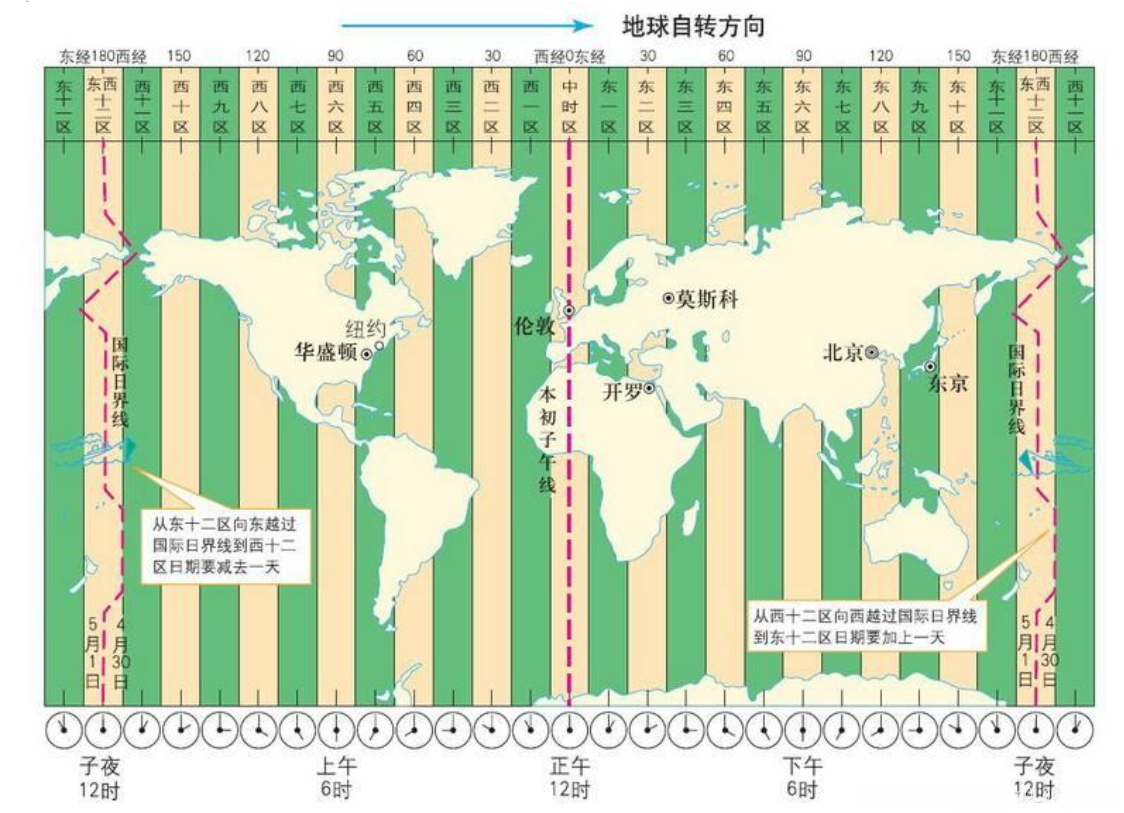 地球自转方向
东经180西经 150 120 90 60 30 西经0东经 30 60 90 120 150 东经180西经
东十一区 东西十二区 西十一区 西十区 西九区 西八区 西七区 西六区 西五区 西四区 西三区 西二区 西一区 中时区 东一区 东二区 东三区 东四区 东五区 东六区 东七区 东八区 东九区 东十区 东十一区 东西十二区 西十一区
莫斯科
伦敦
纽约
华盛顿
北京
东京
开罗
国际日界线
本初子午线
国际日界线
从东十二区向东越过
国际日界线到西十二
区日期要减去一天
从西十二区向西越过国际日界线
到东十二区日期要加上一天
5月1日
4月30日
5月1日
4月30日
子夜 上午 正午 下午 子夜
12时 6时 12时 6时 12时